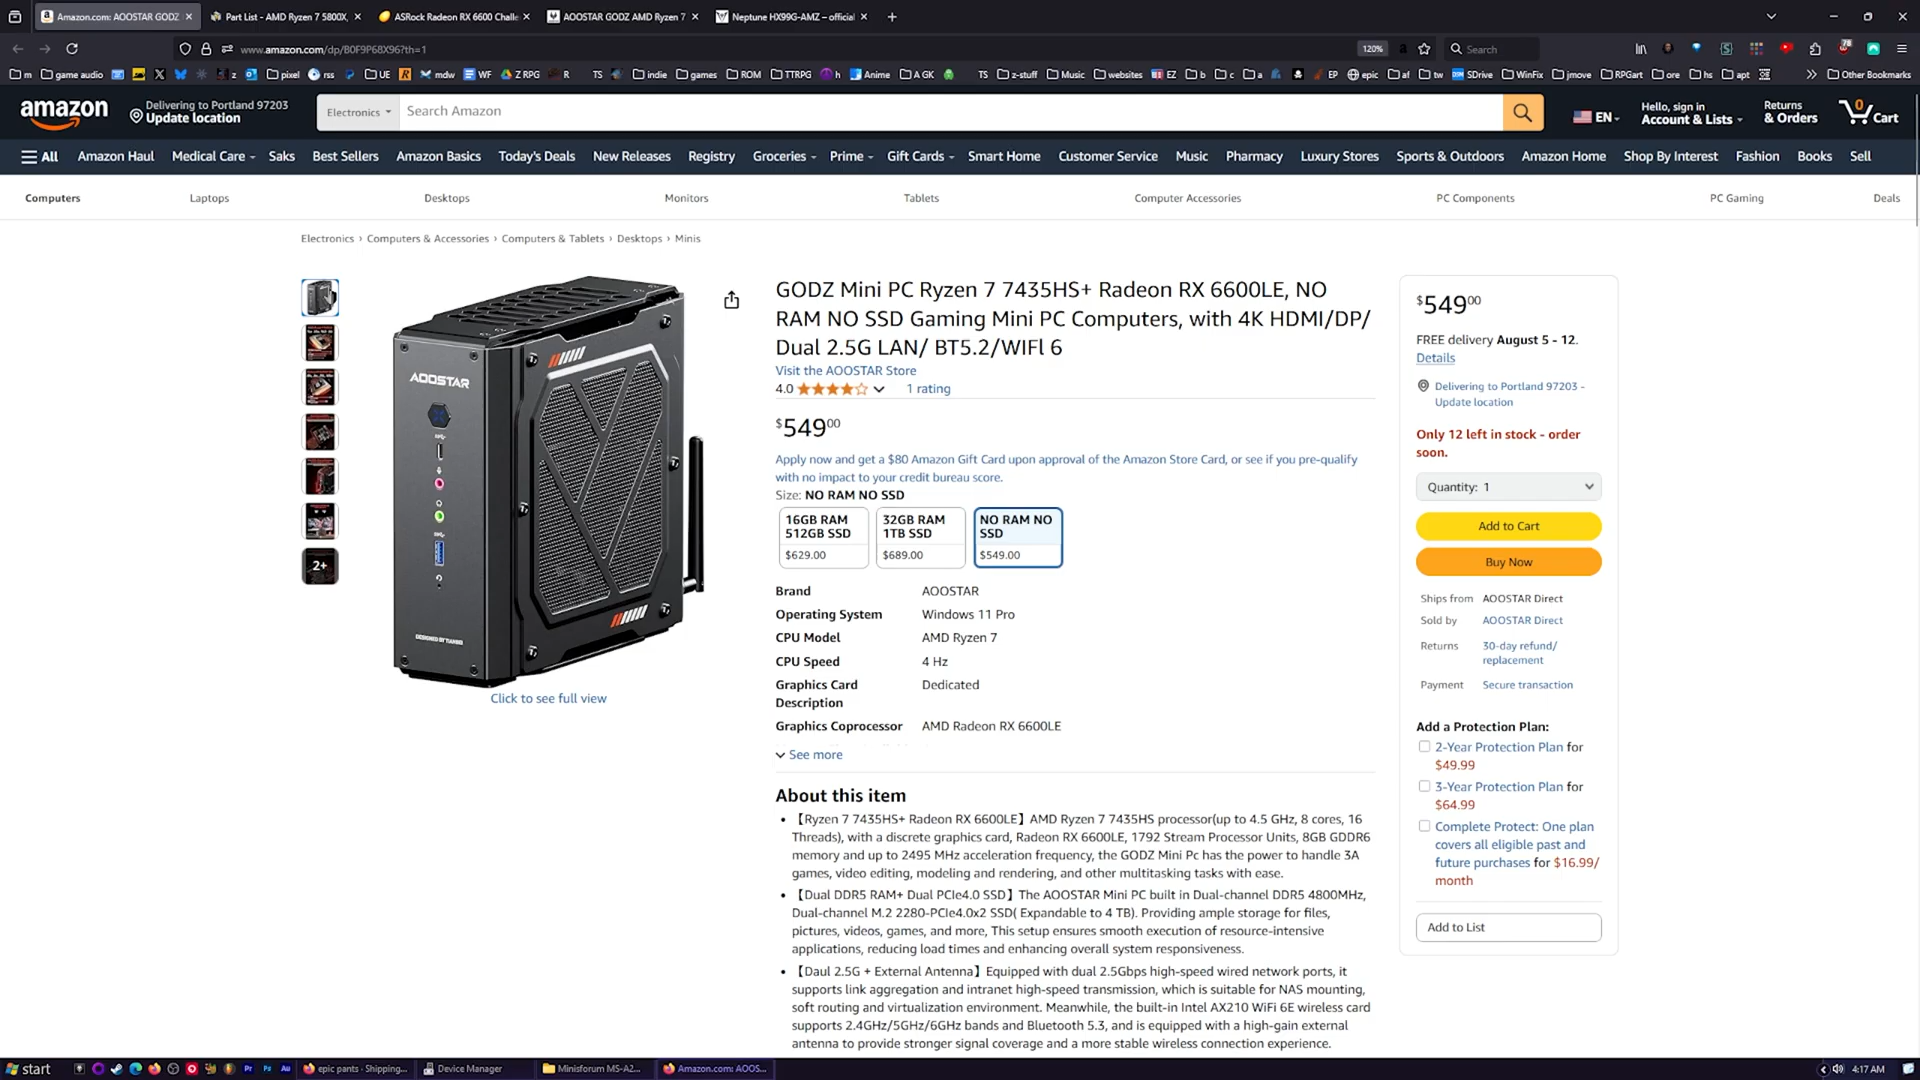 Amazon.com: AOOSTAR GODZ
Part List - AMD Ryzen 7 5800X,
ASRock Radeon RX 6600 Challe
AOOSTAR GODZ AMD Ryzen 7
Neptune HX99G-AMZ – official
www.amazon.com/dp/B0F9P68X96?th=1
120%
Search
m
game audio
z
pixel
rss
UE
mdw
WF
Z RPG
R
TS
indie
games
ROM
TTRPG
h
Anime
A GK
TS
z-stuff
Music
websites
EZ
b
c
a
EP
epic
af
tw
SDrive
WinFix
jmove
RPGart
ore
hs
apt
Other Bookmarks
amazon
Delivering to Portland 97203
Update location
Electronics
Search Amazon
EN
Hello, sign in
Account & Lists
Returns
& Orders
0
Cart
All
Amazon Haul
Medical Care
Saks
Best Sellers
Amazon Basics
Today's Deals
New Releases
Registry
Groceries
Prime
Gift Cards
Smart Home
Customer Service
Music
Pharmacy
Luxury Stores
Sports & Outdoors
Amazon Home
Shop By Interest
Fashion
Books
Sell
Computers
Laptops
Desktops
Monitors
Tablets
Computer Accessories
PC Components
PC Gaming
Deals
Electronics › Computers & Accessories › Computers & Tablets › Desktops › Minis
AOOSTAR
2+
Click to see full view
GODZ Mini PC Ryzen 7 7435HS+ Radeon RX 6600LE, NO
RAM NO SSD Gaming Mini PC Computers, with 4K HDMI/DP/
Dual 2.5G LAN/ BT5.2/WIFl 6
Visit the AOOSTAR Store
4.0
1 rating
$54900
Apply now and get a $80 Amazon Gift Card upon approval of the Amazon Store Card, or see if you pre-qualify
with no impact to your credit bureau score.
Size: NO RAM NO SSD
16GB RAM
512GB SSD
$629.00
32GB RAM
1TB SSD
$689.00
NO RAM NO
SSD
$549.00
Brand AOOSTAR
Operating System Windows 11 Pro
CPU Model AMD Ryzen 7
CPU Speed 4 Hz
Graphics Card
Description
Dedicated
Graphics Coprocessor AMD Radeon RX 6600LE
See more
About this item
• 【Ryzen 7 7435HS+ Radeon RX 6600LE】AMD Ryzen 7 7435HS processor(up to 4.5 GHz, 8 cores, 16
Threads), with a discrete graphics card, Radeon RX 6600LE, 1792 Stream Processor Units, 8GB GDDR6
memory and up to 2495 MHz acceleration frequency, the GODZ Mini Pc has the power to handle 3A
games, video editing, modeling and rendering, and other multitasking tasks with ease.
• 【Dual DDR5 RAM+ Dual PCIe4.0 SSD】The AOOSTAR Mini PC built in Dual-channel DDR5 4800MHz,
Dual-channel M.2 2280-PCIe4.0x2 SSD( Expandable to 4 TB). Providing ample storage for files,
pictures, videos, games, and more, This setup ensures smooth execution of resource-intensive
applications, reducing load times and enhancing overall system responsiveness.
• 【Daul 2.5G + External Antenna】Equipped with dual 2.5Gbps high-speed wired network ports, it
supports link aggregation and intranet high-speed transmission, which is suitable for NAS mounting,
soft routing and virtualization environment. Meanwhile, the built-in Intel AX210 WiFi 6E wireless card
supports 2.4GHz/5GHz/6GHz bands and Bluetooth 5.3, and is equipped with a high-gain external
antenna to provide stronger signal coverage and a more stable wireless connection experience.
$54900
FREE delivery August 5 - 12.
Details
Delivering to Portland 97203 -
Update location
Only 12 left in stock - order
soon.
Quantity: 1
Add to Cart
Buy Now
Ships from AOOSTAR Direct
Sold by AOOSTAR Direct
Returns 30-day refund/
replacement
Payment Secure transaction
Add a Protection Plan:
2-Year Protection Plan for
$49.99
3-Year Protection Plan for
$64.99
Complete Protect: One plan
covers all eligible past and
future purchases for $16.99/
month
Add to List
start
epic pants - Shipping...
Device Manager
Minisforum MS-A2...
Amazon.com: AOOS...
4:17 AM